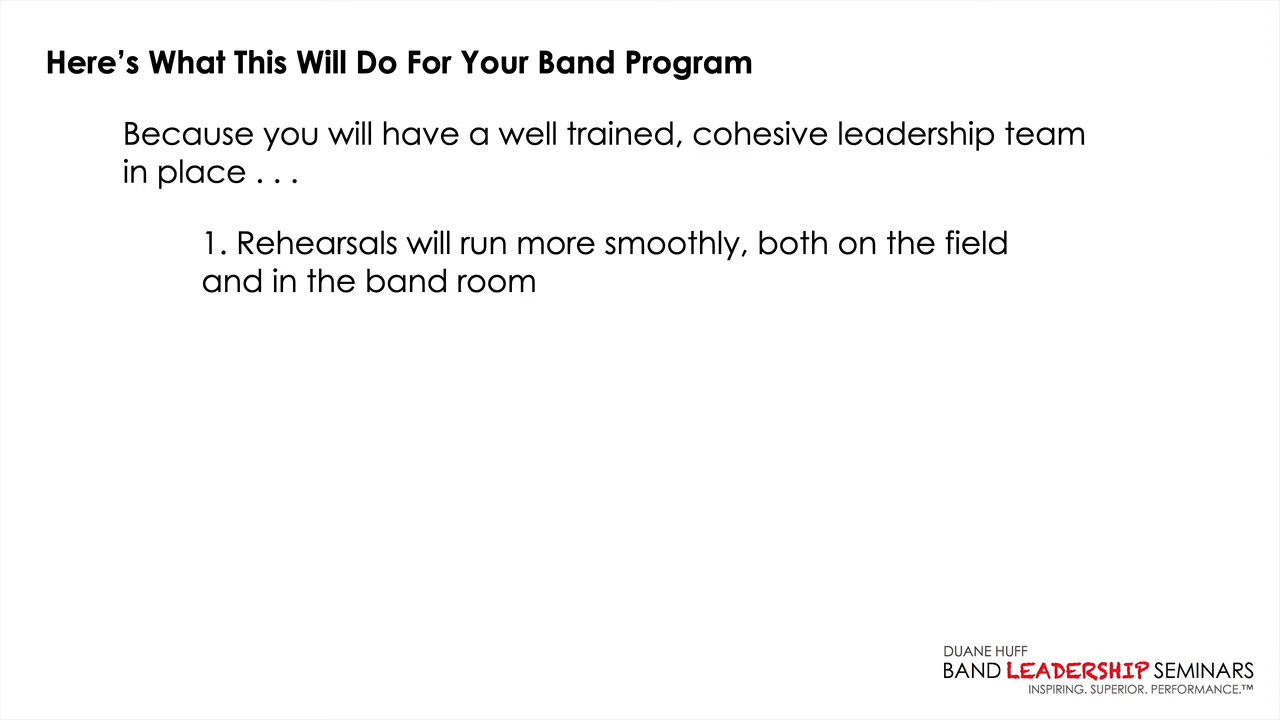 Here’s What This Will Do For Your Band Program
Because you will have a well trained, cohesive leadership team
in place . . .
1. Rehearsals will run more smoothly, both on the field
and in the band room
DUANE HUFF
BAND LEADERSHIP SEMINARS
INSPIRING. SUPERIOR. PERFORMANCE.™